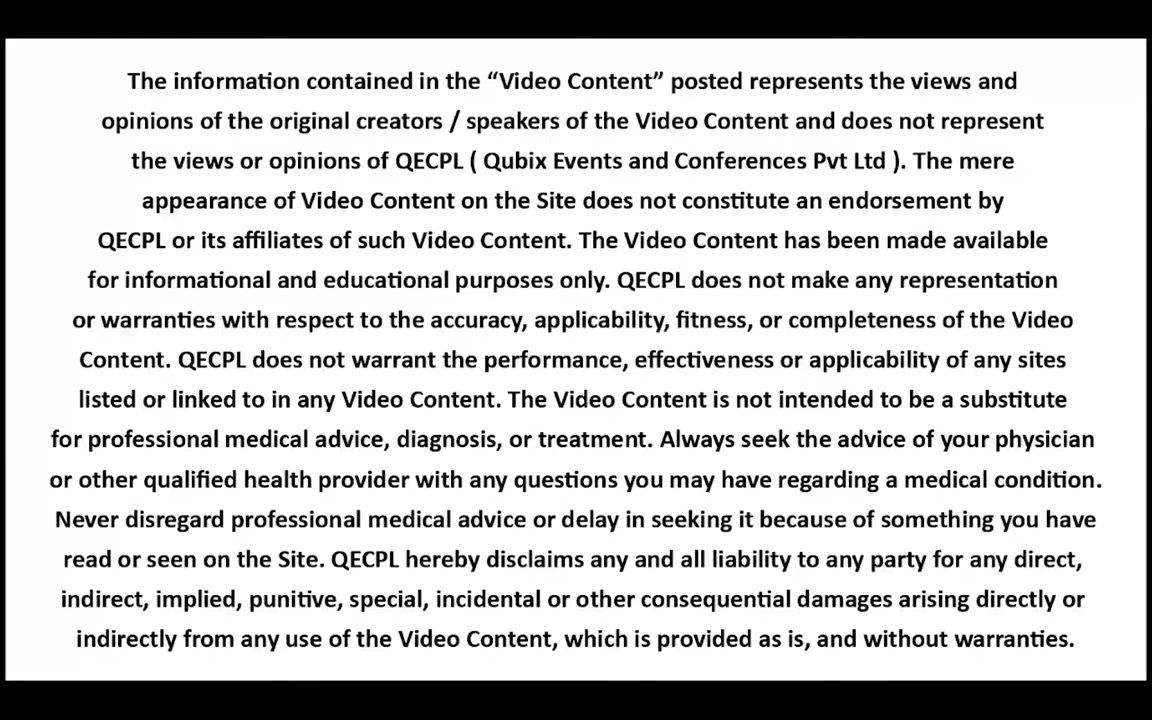 The information contained in the “Video Content” posted represents the views and
opinions of the original creators / speakers of the Video Content and does not represent
the views or opinions of QECPL ( Qubix Events and Conferences Pvt Ltd ). The mere
appearance of Video Content on the Site does not constitute an endorsement by
QECPL or its affiliates of such Video Content. The Video Content has been made available
for informational and educational purposes only. QECPL does not make any representation
or warranties with respect to the accuracy, applicability, fitness, or completeness of the Video
Content. QECPL does not warrant the performance, effectiveness or applicability of any sites
listed or linked to in any Video Content. The Video Content is not intended to be a substitute
for professional medical advice, diagnosis, or treatment. Always seek the advice of your physician
or other qualified health provider with any questions you may have regarding a medical condition.
Never disregard professional medical advice or delay in seeking it because of something you have
read or seen on the Site. QECPL hereby disclaims any and all liability to any party for any direct,
indirect, implied, punitive, special, incidental or other consequential damages arising directly or
indirectly from any use of the Video Content, which is provided as is, and without warranties.